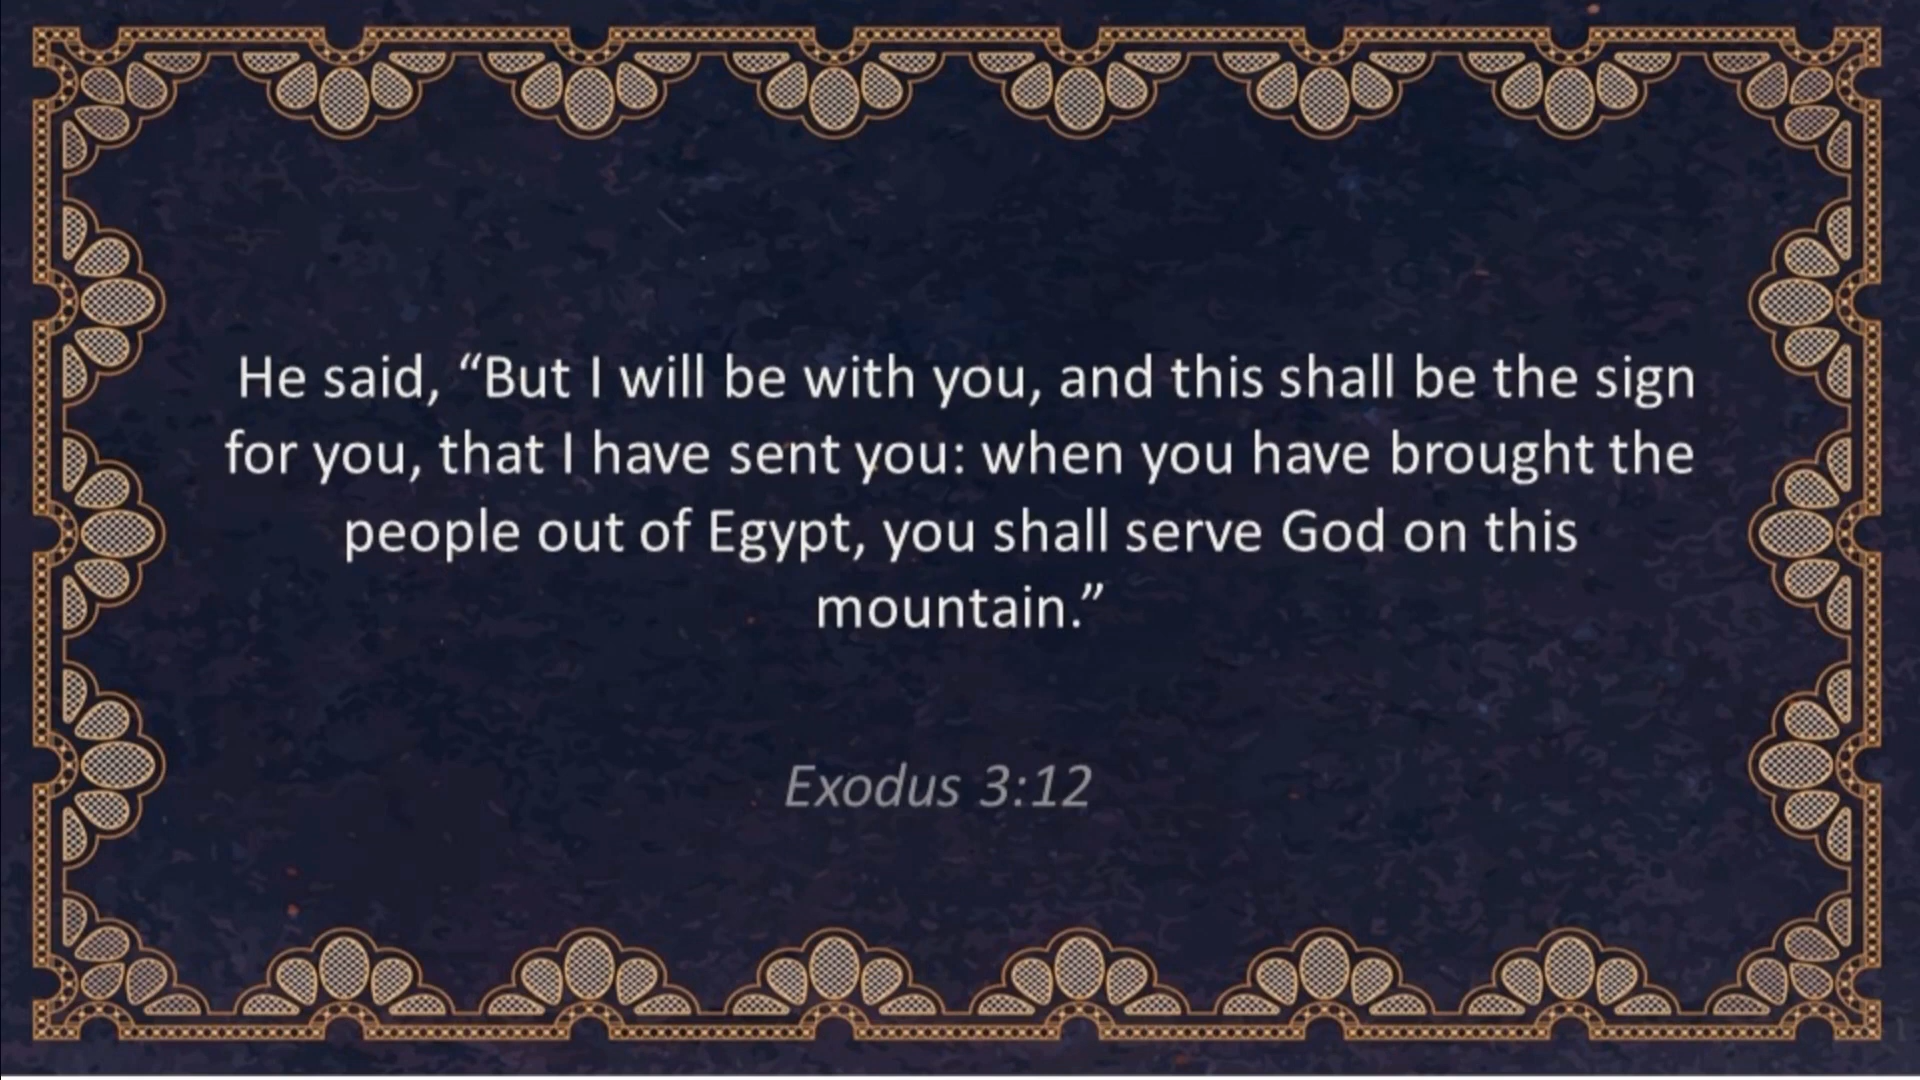 He said, “But I will be with you, and this shall be the sign
for you, that I have sent you: when you have brought the
people out of Egypt, you shall serve God on this
mountain.”
Exodus 3:12